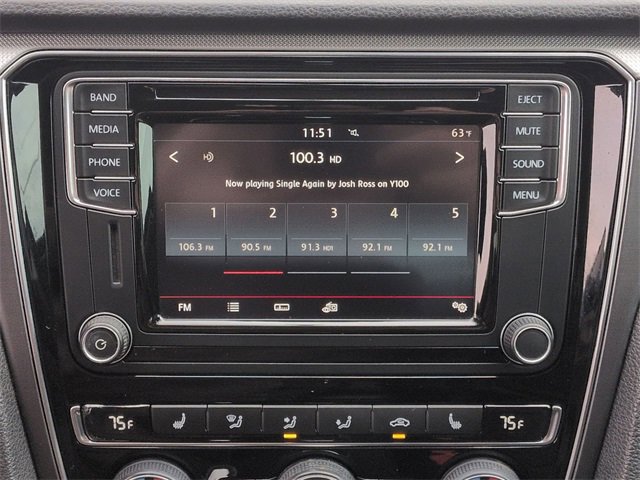 BAND
MEDIA
PHONE
VOICE
EJECT
MUTE
SOUND
MENU
11:51 63 °F
< 100.3 HD >
Now playing Single Again by Josh Ross on Y100
1 2 3 4 5
106.3 FM 90.5 FM 91.3 HD1 92.1 FM 92.1 FM
FM
75°F 75°F